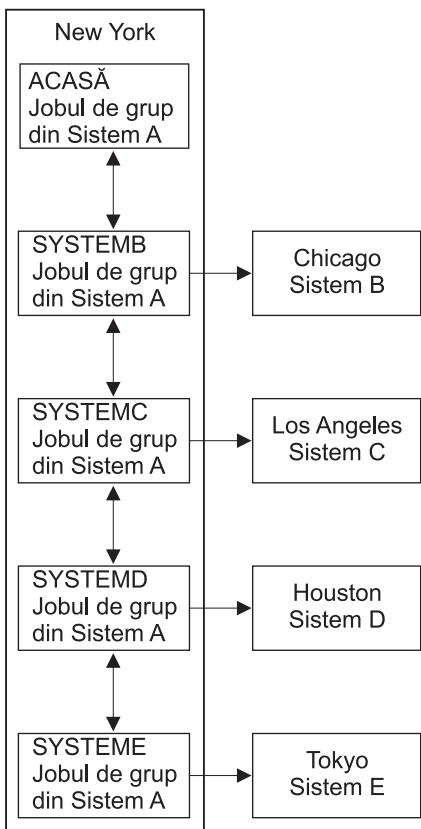 New York
ACASĂ
Jobul de grup
din Sistem A
SYSTEMB
Jobul de grup
din Sistem A
Chicago
Sistem B
SYSTEMC
Jobul de grup
din Sistem A
Los Angeles
Sistem C
SYSTEMD
Jobul de grup
din Sistem A
Houston
Sistem D
SYSTEME
Jobul de grup
din Sistem A
Tokyo
Sistem E